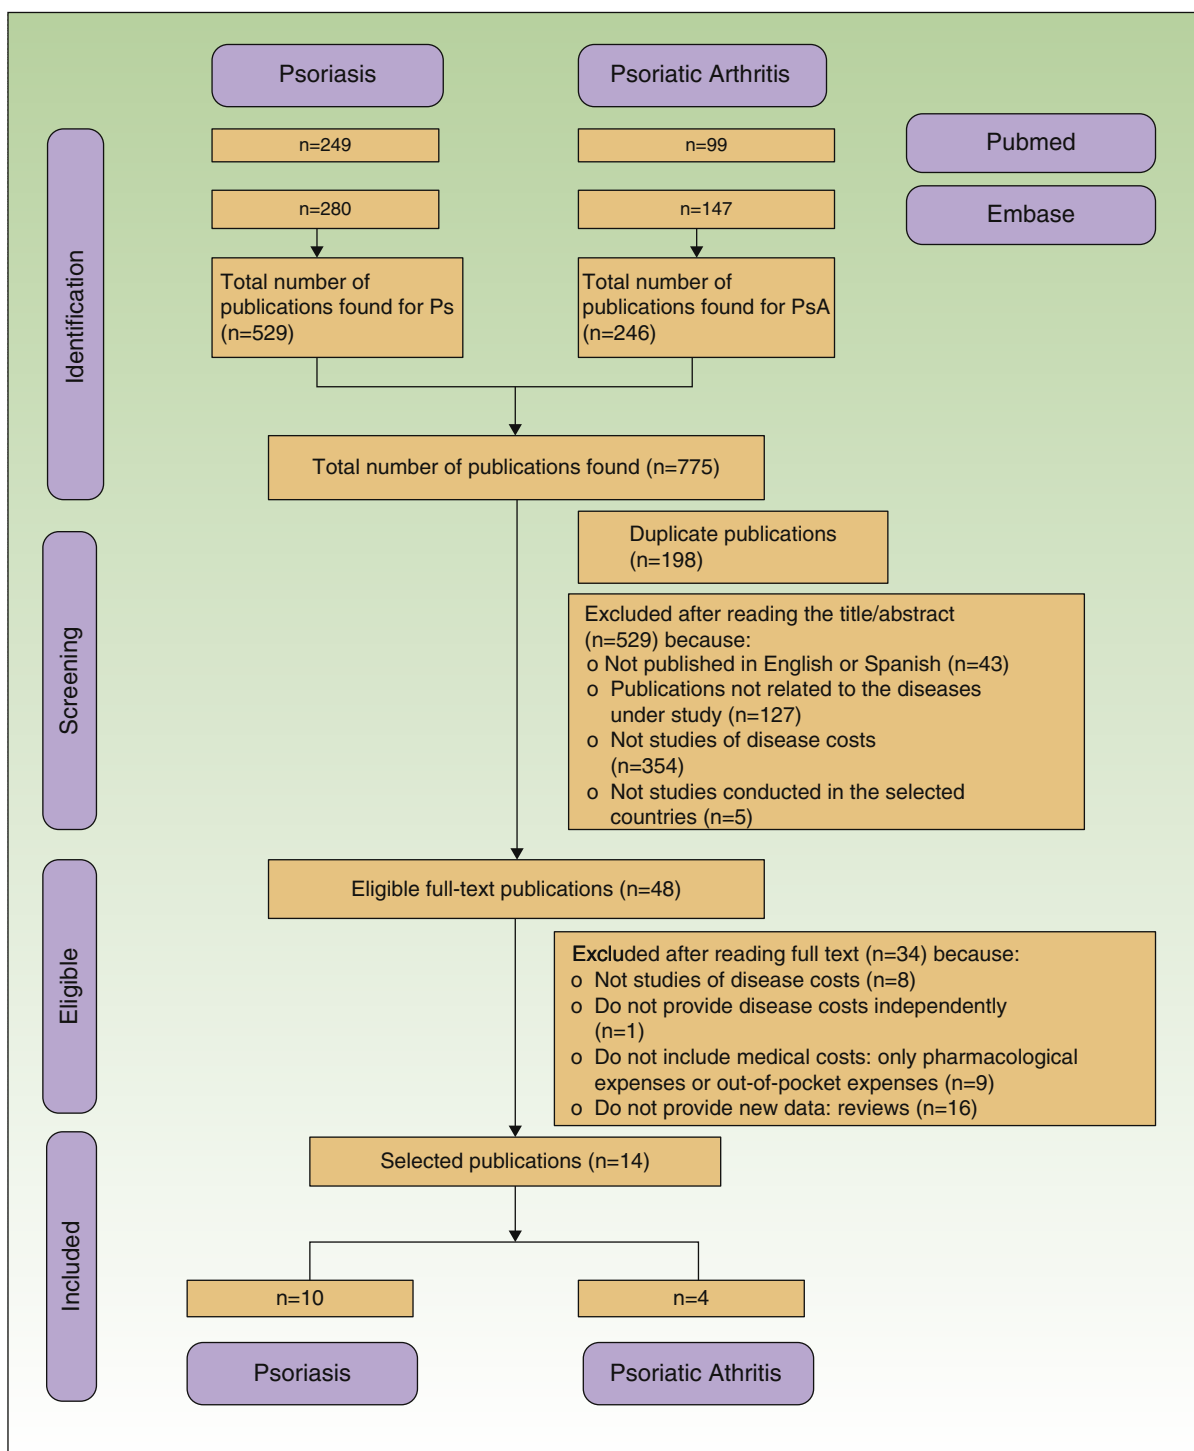 Psoriasis
Psoriatic Arthritis
n=249
n=99
Pubmed
n=280
n=147
Embase
Identification
Total number of
publications found for Ps
(n=529)
Total number of
publications found for PsA
(n=246)
Total number of publications found (n=775)
Screening
Duplicate publications
(n=198)
Excluded after reading the title/abstract
(n=529) because:
o Not published in English or Spanish (n=43)
o Publications not related to the diseases
under study (n=127)
o Not studies of disease costs
(n=354)
o Not studies conducted in the selected
countries (n=5)
Eligible
Eligible full-text publications (n=48)
Excluded after reading full text (n=34) because:
o Not studies of disease costs (n=8)
o Do not provide disease costs independently
(n=1)
o Do not include medical costs: only pharmacological
expenses or out-of-pocket expenses (n=9)
o Do not provide new data: reviews (n=16)
Included
Selected publications (n=14)
n=10
n=4
Psoriasis
Psoriatic Athritis